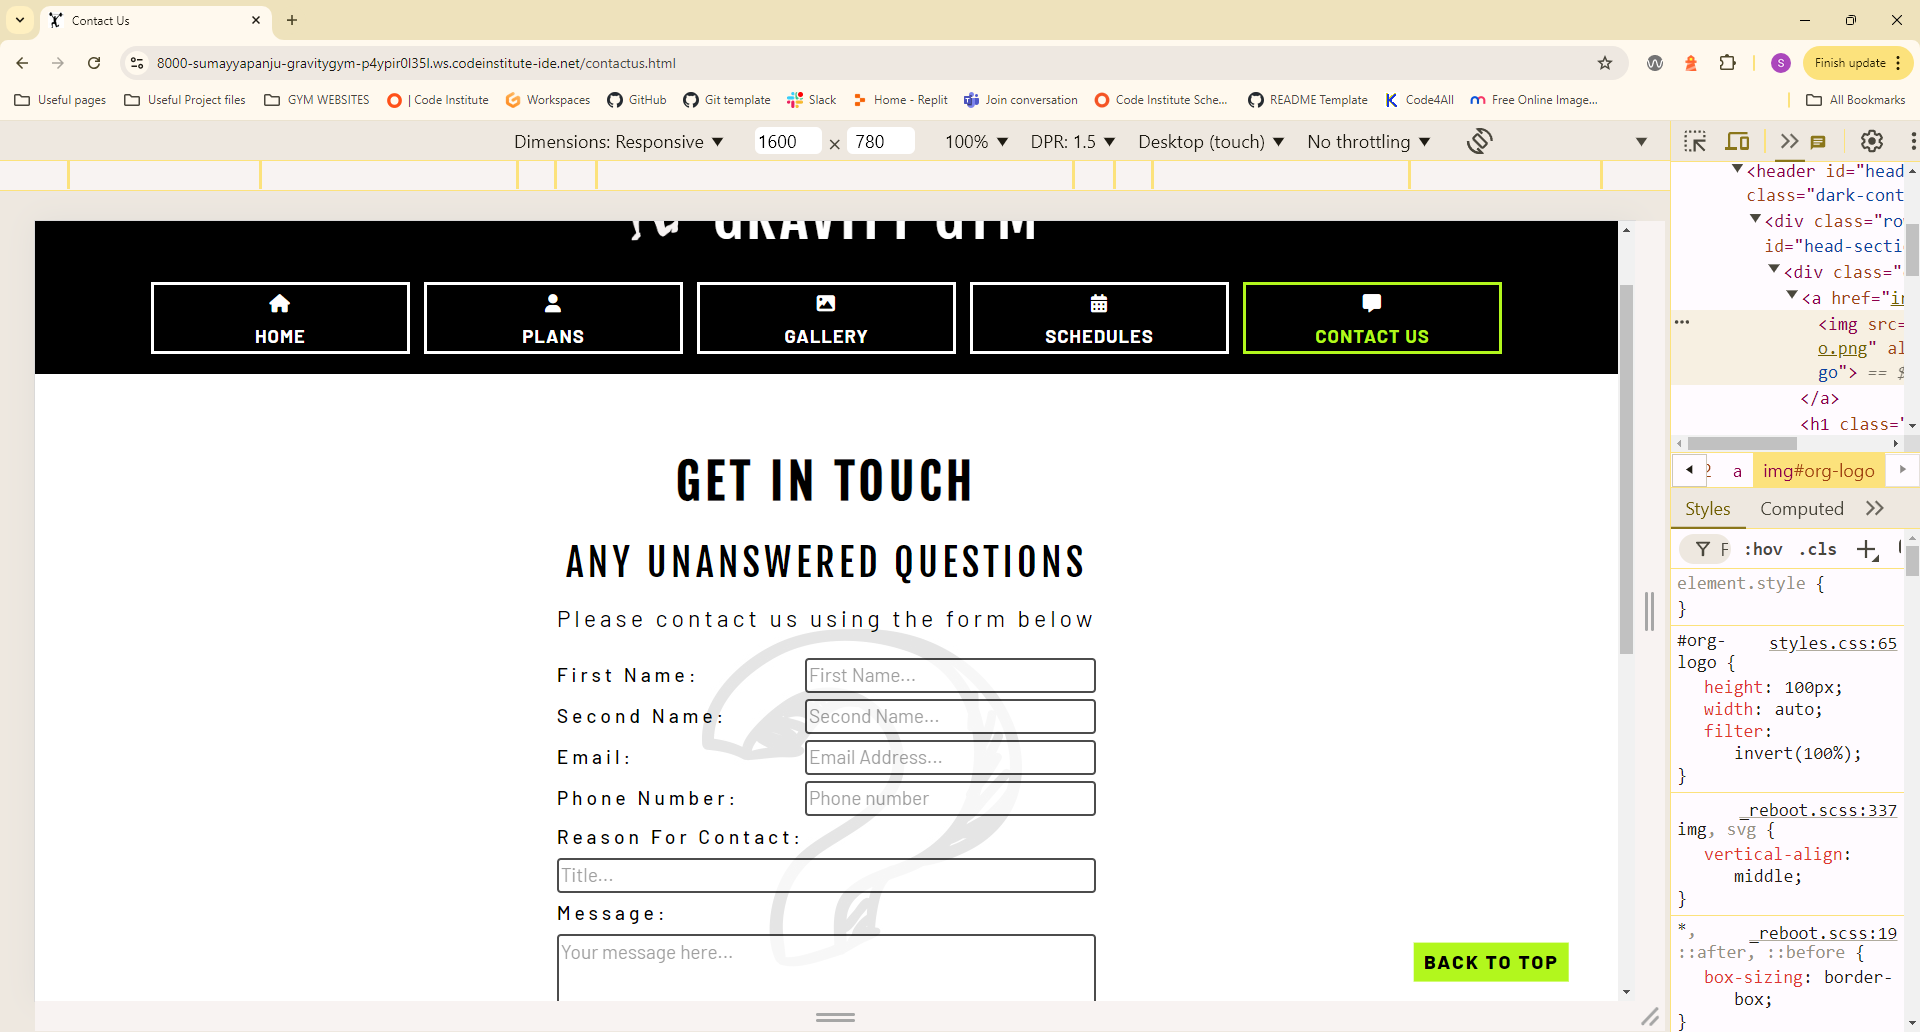 Contact Us
8000-sumayyapanju-gravitygym-p4ypir0l35l.ws.codeinstitute-ide.net/contactus.html
S
Finish update
Useful pages Useful Project files GYM WEBSITES | Code Institute Workspaces GitHub Git template Slack Home - Replit Join conversation Code Institute Sche... README Template Code4All Free Online Image... All Bookmarks
Dimensions: Responsive 1600 × 780 100% DPR: 1.5 Desktop (touch) No throttling
GRAVITY GYM
HOME PLANS GALLERY SCHEDULES CONTACT US
GET IN TOUCH
ANY UNANSWERED QUESTIONS
Please contact us using the form below
First Name: First Name...
Second Name: Second Name...
Email: Email Address...
Phone Number: Phone number
Reason For Contact:
Title...
Message:
Your message here...
BACK TO TOP
<header id="head
class="dark-cont
<div class="ro
id="head-secti
<div class="
<a href="in
<img src=
o.png" al
go"> == $
</a>
<h1 class="
a img#org-logo
Styles Computed
F :hov .cls
element.style {
}
#org- styles.css:65
logo {
height: 100px;
width: auto;
filter:
invert(100%);
}
_reboot.scss:337
img, svg {
vertical-align:
middle;
}
*, _reboot.scss:19
::after, ::before {
box-sizing: border-
box;
}